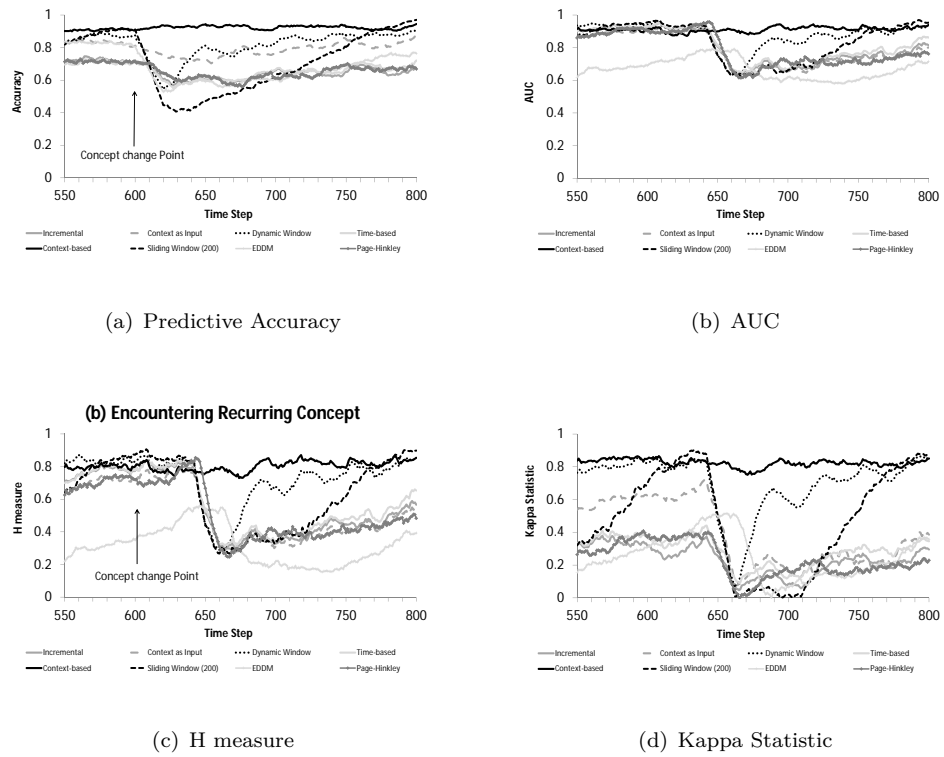 1
0.8
0.6
0.4
0.2
0
Accuracy
Concept change Point
550 600 650 700 750 800
Time Step
Incremental Context as Input Dynamic Window Time-based
Context-based Sliding Window (200) EDDM Page-Hinkley
(a) Predictive Accuracy
1
0.8
0.6
0.4
0.2
0
AUC
550 600 650 700 750 800
Time Step
Incremental Context as Input Dynamic Window Time-based
Context-based Sliding Window (200) EDDM Page-Hinkley
(b) AUC
(b) Encountering Recurring Concept
1
0.8
0.6
0.4
0.2
0
H measure
Concept change Point
550 600 650 700 750 800
Time Step
Incremental Context as Input Dynamic Window Time-based
Context-based Sliding Window (200) EDDM Page-Hinkley
(c) H measure
1
0.8
0.6
0.4
0.2
0
Kappa Statistic
550 600 650 700 750 800
Time Step
Incremental Context as Input Dynamic Window Time-based
Context-based Sliding Window (200) EDDM Page-Hinkley
(d) Kappa Statistic